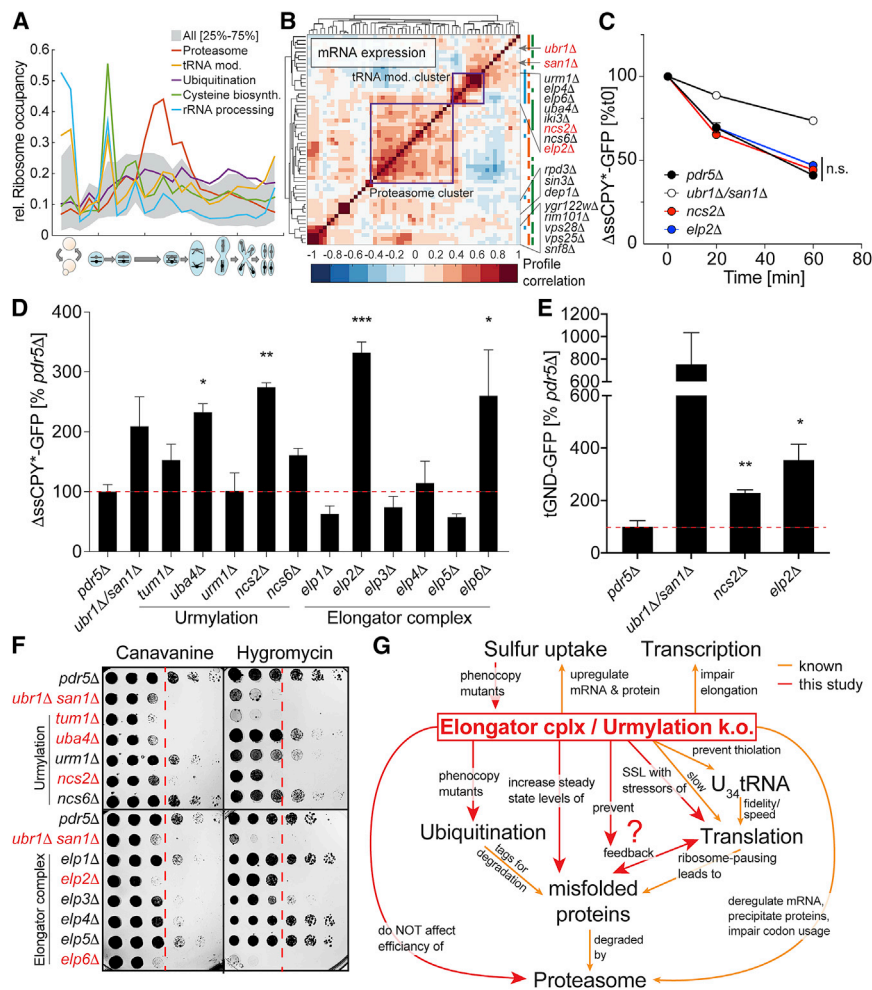 A
All [25%-75%]
Proteasome
tRNA mod.
Ubiquitination
Cysteine biosynth.
rRNA processing
rel. Ribosome occupancy
0.6
0.5
0.4
0.3
0.2
0.1
0
B
mRNA expression
tRNA mod. cluster
Proteasome cluster
ubr1Δ
san1Δ
urm1Δ
elp4Δ
elp6Δ
uba4Δ
iki3Δ
ncs2Δ
ncs6Δ
elp2Δ
rpd3Δ
sin3Δ
dep1Δ
ygr122wΔ
rim101Δ
vps28Δ
vps25Δ
snf8Δ
-1 -0.8 -0.6 -0.4 -0.2 0 0.2 0.4 0.6 0.8 1
Profile
correlation
C
ΔssCPY*-GFP [%t0]
100
75
50
25
0
pdr5Δ
ubr1Δ/san1Δ
ncs2Δ
elp2Δ
n.s.
0 20 40 60 80
Time [min]
D
ΔssCPY*-GFP [% pdr5Δ]
400
300
200
100
0
* ** *** *
pdr5Δ
ubr1Δ/san1Δ
tum1Δ
uba4Δ
urm1Δ
ncs2Δ
ncs6Δ
elp1Δ
elp2Δ
elp3Δ
elp4Δ
elp5Δ
elp6Δ
Urmylation
Elongator complex
E
tGND-GFP [% pdr5Δ]
1200
1000
800
600
600
400
200
0
** *
pdr5Δ
ubr1Δ/san1Δ
ncs2Δ
elp2Δ
F
Canavanine Hygromycin
Urmylation
pdr5Δ
ubr1Δ san1Δ
tum1Δ
uba4Δ
urm1Δ
ncs2Δ
ncs6Δ
Elongator complex
pdr5Δ
ubr1Δ san1Δ
elp1Δ
elp2Δ
elp3Δ
elp4Δ
elp5Δ
elp6Δ
G
Sulfur uptake
Transcription
known
this study
phenocopy
mutants
upregulate
mRNA & protein
impair
elongation
Elongator cplx / Urmylation k.o.
prevent thiolation
phenocopy
mutants
increase steady
state levels of
prevent
SSL with
stressors of
slow
U34tRNA
fidelity/
speed
Ubiquitination
?
feedback
Translation
tags for
degradation
ribosome-pausing
leads to
misfolded
proteins
do NOT affect
efficiancy of
degraded
by
deregulate mRNA,
precipitate proteins,
impair codon usage
Proteasome